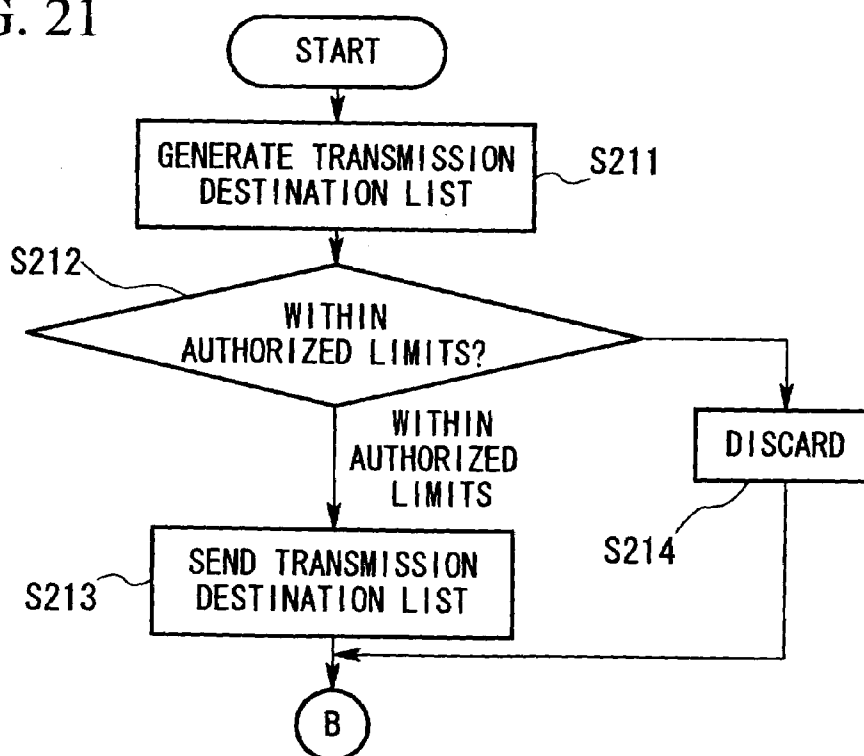 G. 21
START
GENERATE TRANSMISSION
DESTINATION LIST
S211
S212
WITHIN
AUTHORIZED LIMITS?
WITHIN
AUTHORIZED
LIMITS
DISCARD
S214
SEND TRANSMISSION
DESTINATION LIST
S213
B